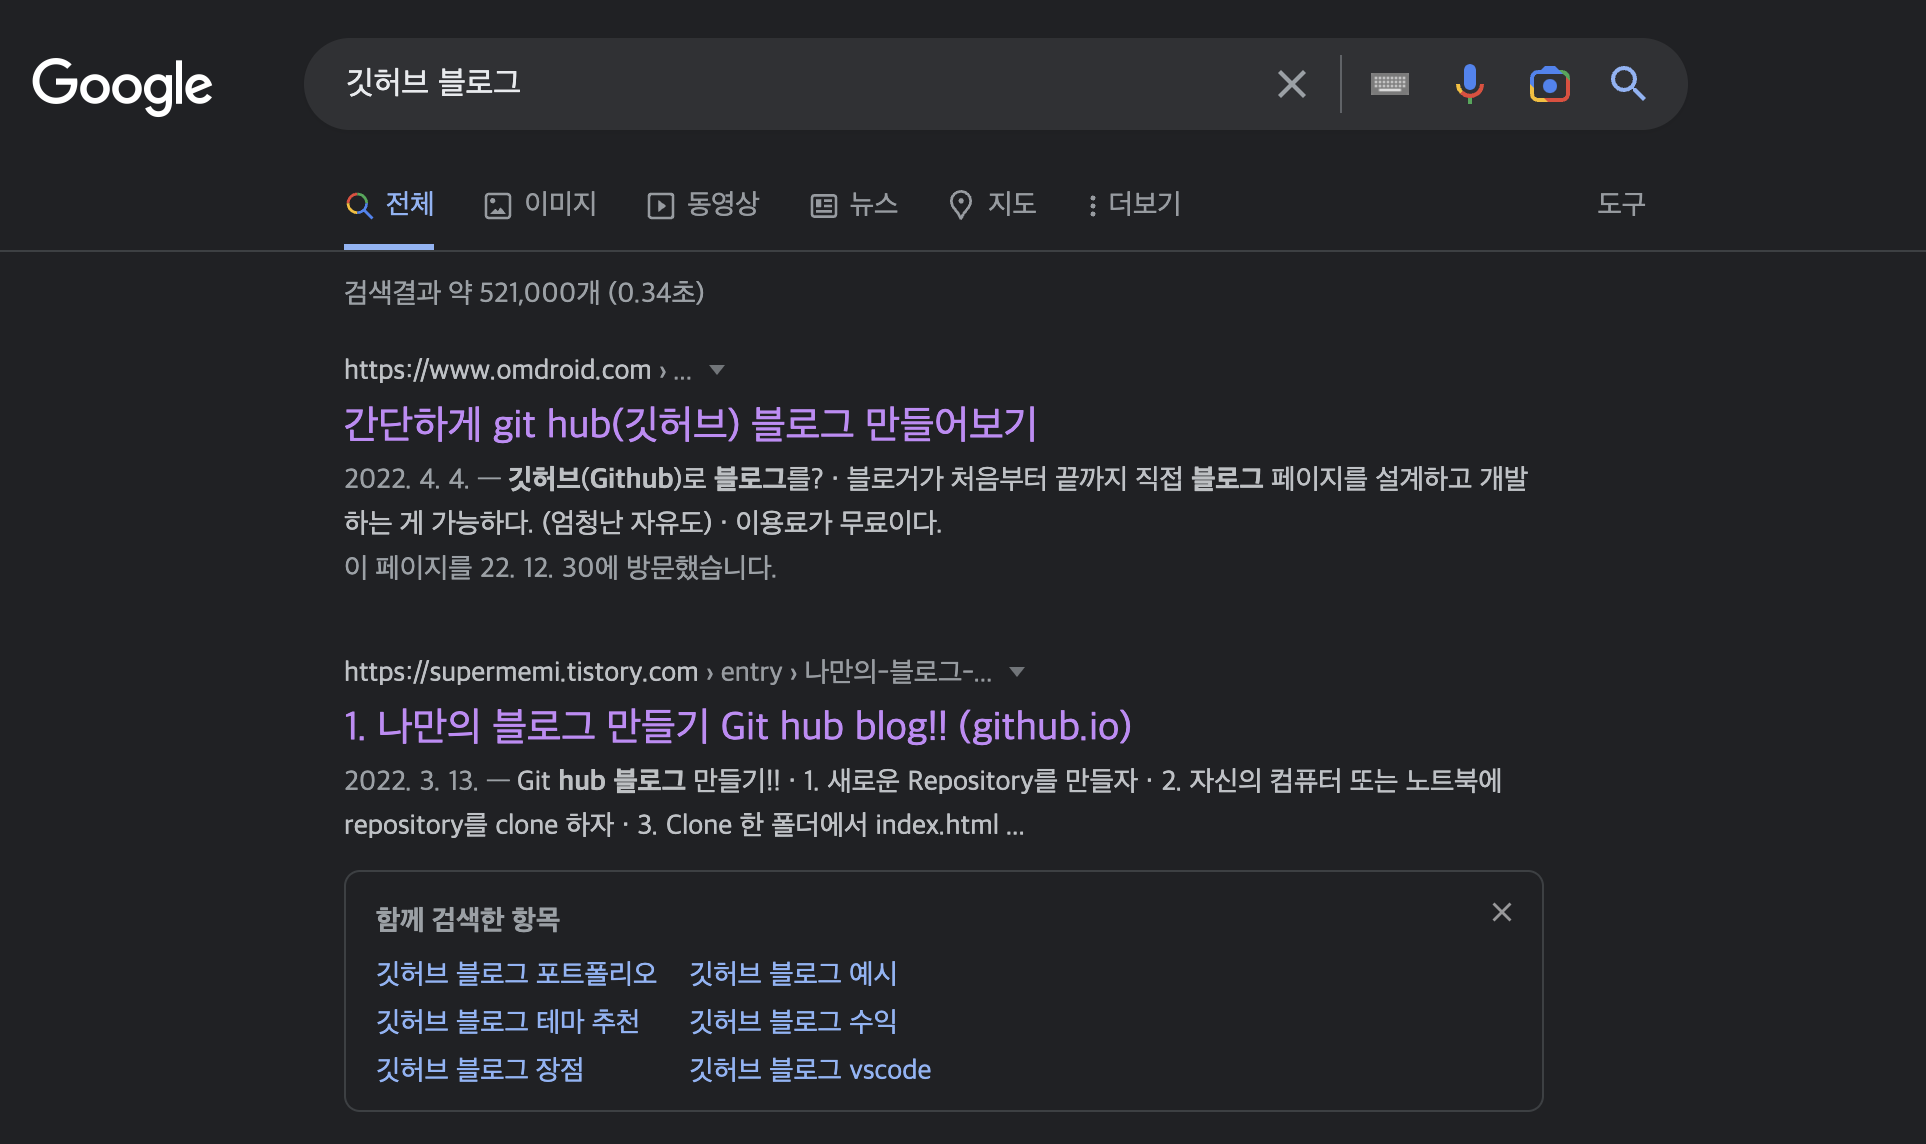 Google
깃허브 블로그
전체 이미지 동영상 뉴스 지도 더보기 도구
검색결과 약 521,000개 (0.34초)
https://www.omdroid.com › ...
간단하게 git hub(깃허브) 블로그 만들어보기
2022. 4. 4. — 깃허브(Github)로 블로그를? · 블로거가 처음부터 끝까지 직접 블로그 페이지를 설계하고 개발
하는 게 가능하다. (엄청난 자유도) · 이용료가 무료이다.
이 페이지를 22. 12. 30에 방문했습니다.
https://supermemi.tistory.com › entry › 나만의-블로그-...
1. 나만의 블로그 만들기 Git hub blog!! (github.io)
2022. 3. 13. — Git hub 블로그 만들기!! · 1. 새로운 Repository를 만들자 · 2. 자신의 컴퓨터 또는 노트북에
repository를 clone 하자 · 3. Clone 한 폴더에서 index.html ...
함께 검색한 항목
깃허브 블로그 포트폴리오 깃허브 블로그 예시
깃허브 블로그 테마 추천 깃허브 블로그 수익
깃허브 블로그 장점 깃허브 블로그 vscode